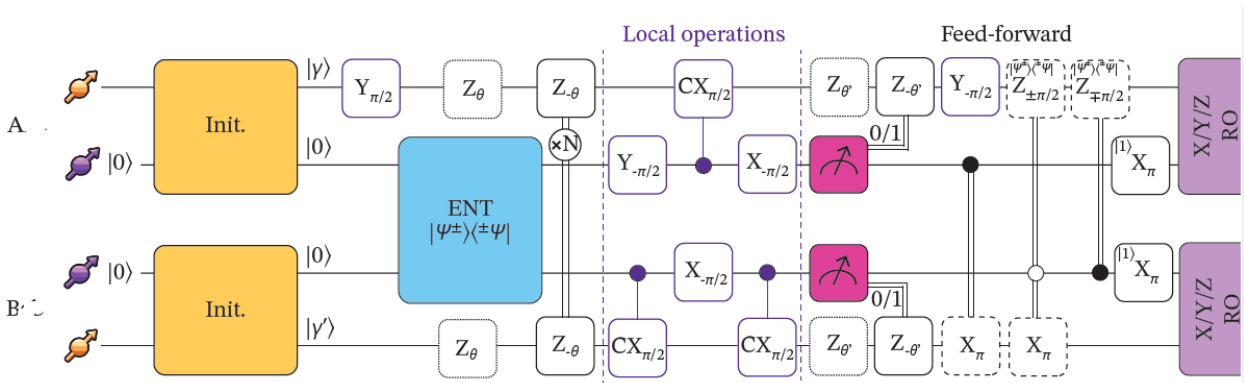 Local operations
Feed-forward
|γ⟩
Y_{π/2}
Z_θ
Z_{-θ}
CX_{π/2}
Z_{θ'}
Z_{-θ'}
Y_{-π/2}
|Ψ^±⟩⟨^±Ψ|
Z_{±π/2}
|Ψ^±⟩⟨^±Ψ|
Z_{∓π/2}
X/Y/Z
RO
A
Init.
|0⟩
|0⟩
×N
Y_{-π/2}
X_{-π/2}
0/1
|1⟩
X_π
ENT
|Ψ^±⟩⟨^±Ψ|
|0⟩
|0⟩
X_{-π/2}
0/1
|1⟩
X_π
X/Y/Z
RO
B
Init.
|γ'⟩
Z_θ
Z_{-θ}
CX_{π/2}
CX_{π/2}
Z_{θ'}
Z_{-θ'}
X_π
X_π